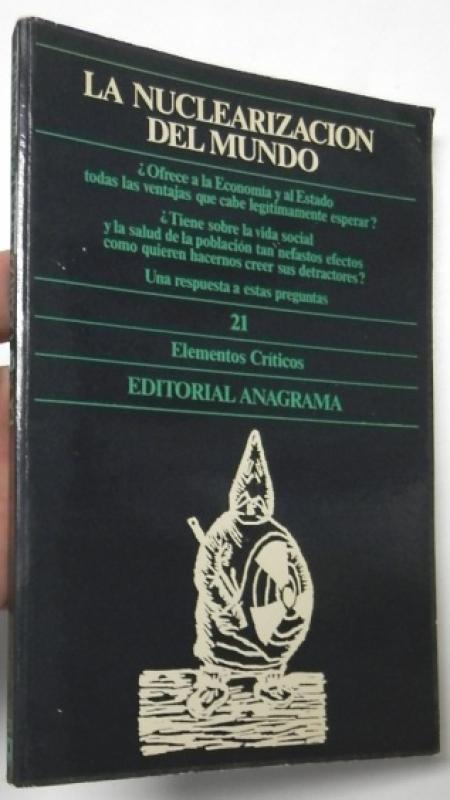 LA NUCLEARIZACION
DEL MUNDO
¿Ofrece a la Economía y al Estado
todas las ventajas que cabe legítimamente esperar?
¿Tiene sobre la vida social
y la salud de la población tan nefastos efectos
como quieren hacernos creer sus detractores?
Una respuesta a estas preguntas
21
Elementos Críticos
EDITORIAL ANAGRAMA